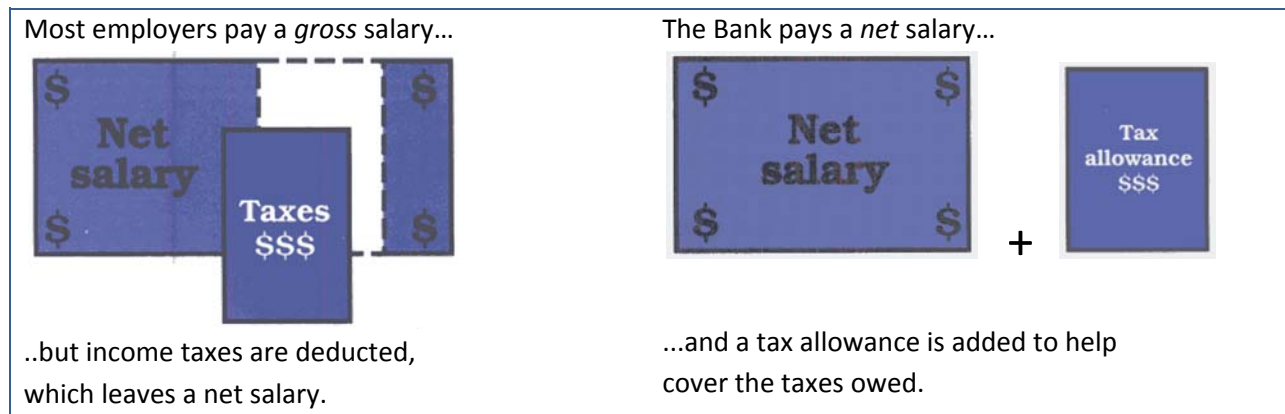 Most employers pay a gross salary…
$ $
Net
salary
Taxes
$$$
$ $
..but income taxes are deducted,
which leaves a net salary.
The Bank pays a net salary…
$ $
Net
salary
$ $
+
Tax
allowance
$$$
...and a tax allowance is added to help
cover the taxes owed.